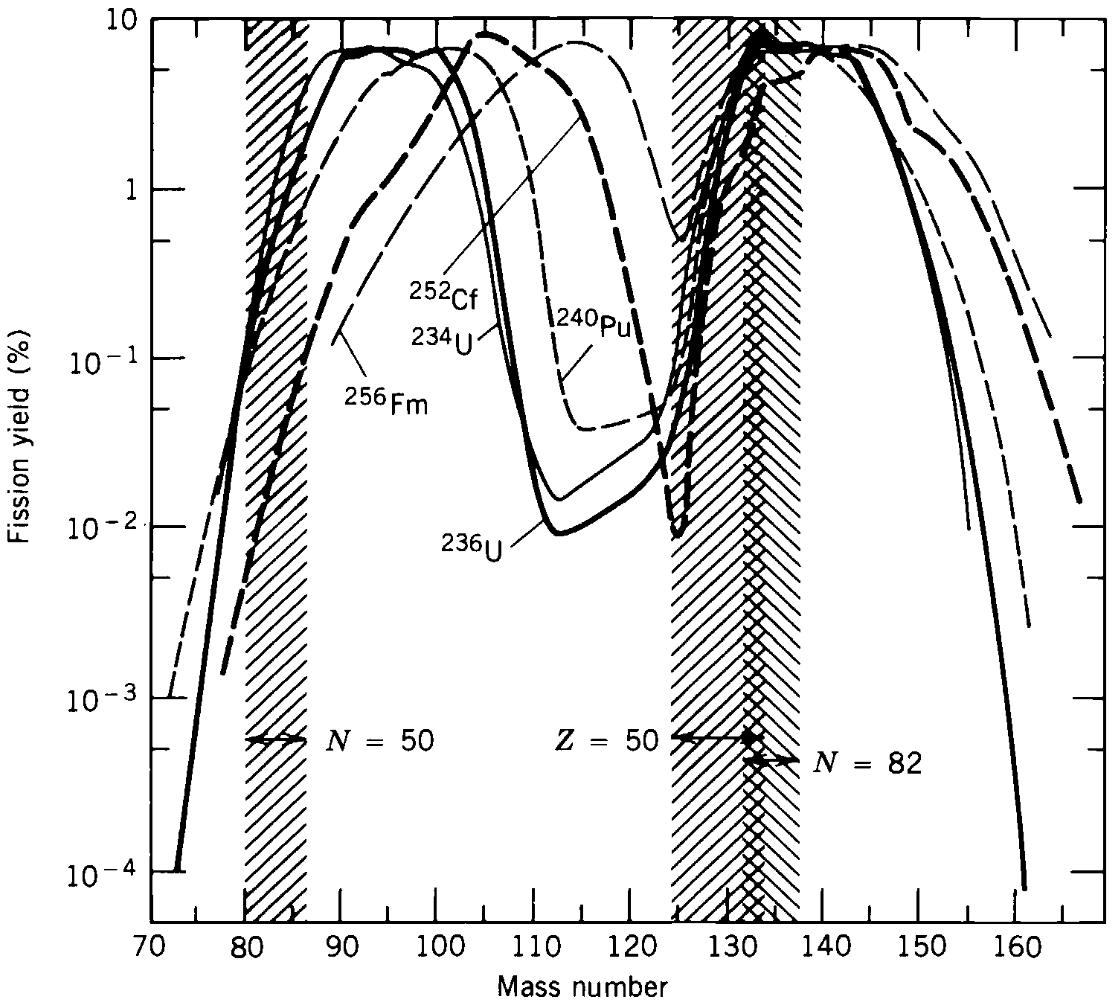 Fission yield (%)
10
1
10⁻¹
10⁻²
10⁻³
10⁻⁴
²⁵²Cf
²³⁴U
²⁴⁰Pu
²⁵⁶Fm
²³⁶U
N = 50
Z = 50
N = 82
70 80 90 100 110 120 130 140 150 160
Mass number